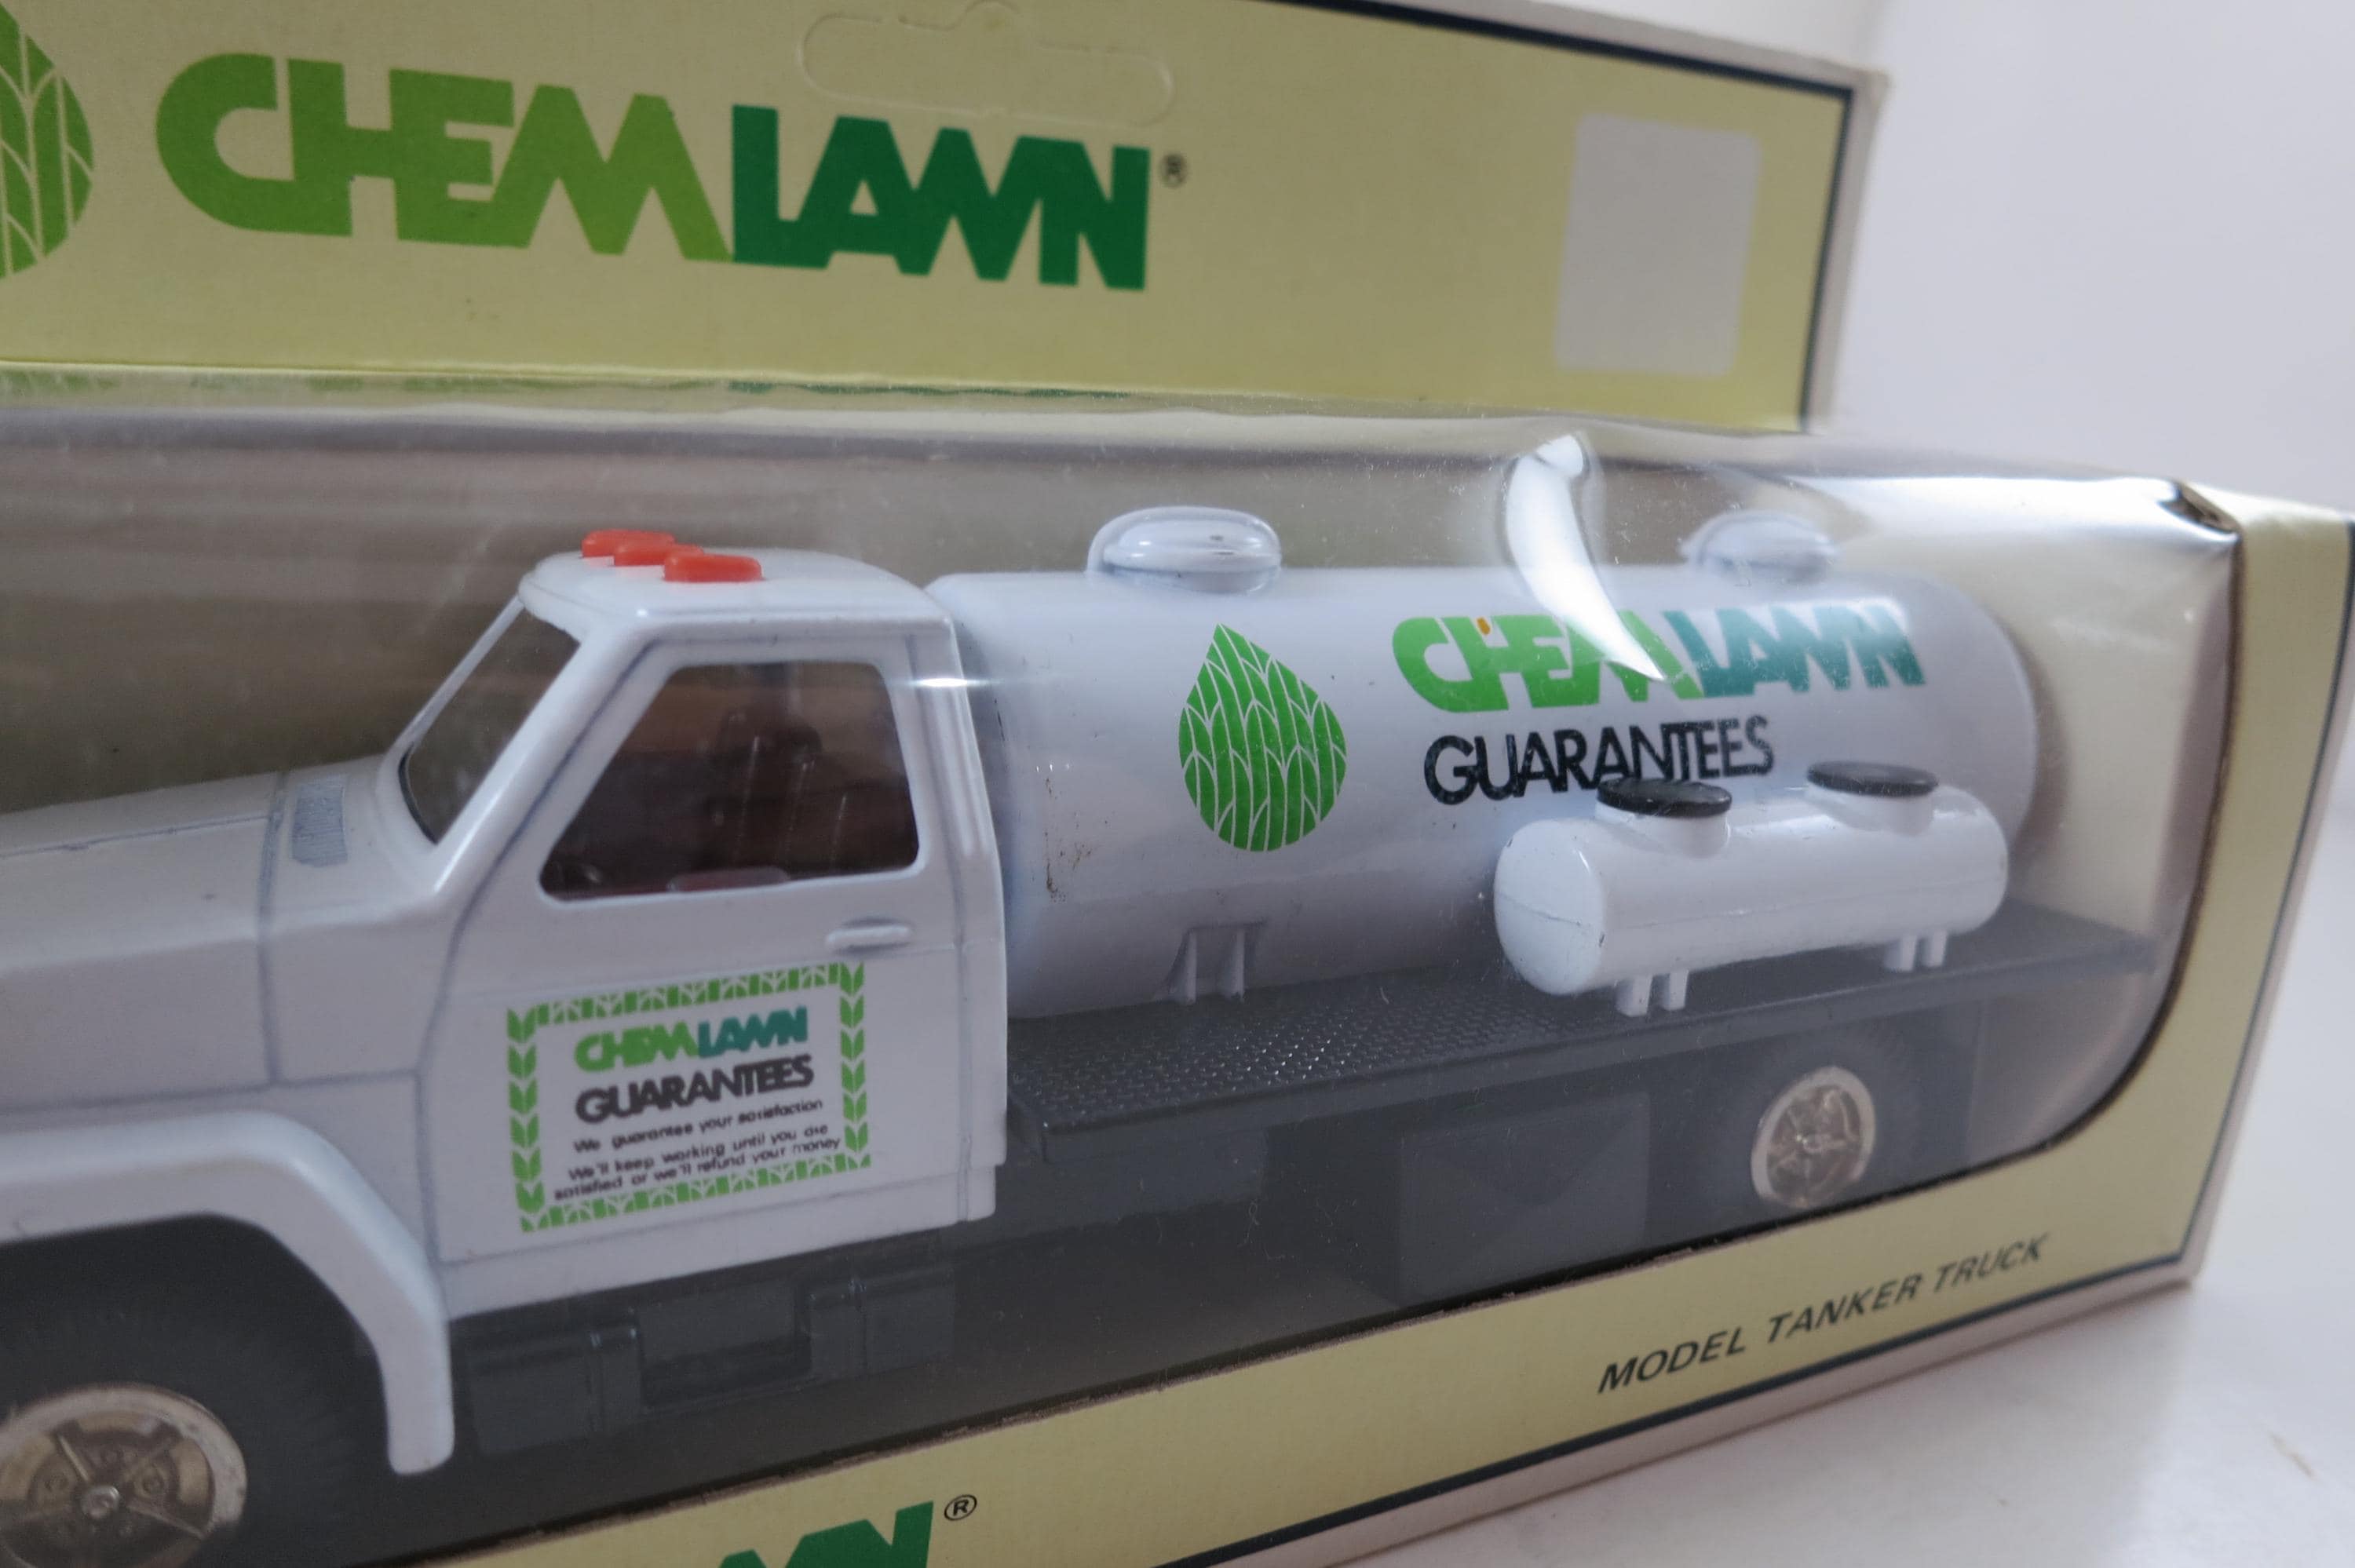 CHEMLAWN®
CHEMLAWN
GUARANTEES
CHEMLAWN
GUARANTEES
We guarantee your satisfaction
We'll keep working until you are
satisfied or we'll refund your money
MODEL TANKER TRUCK
WN®